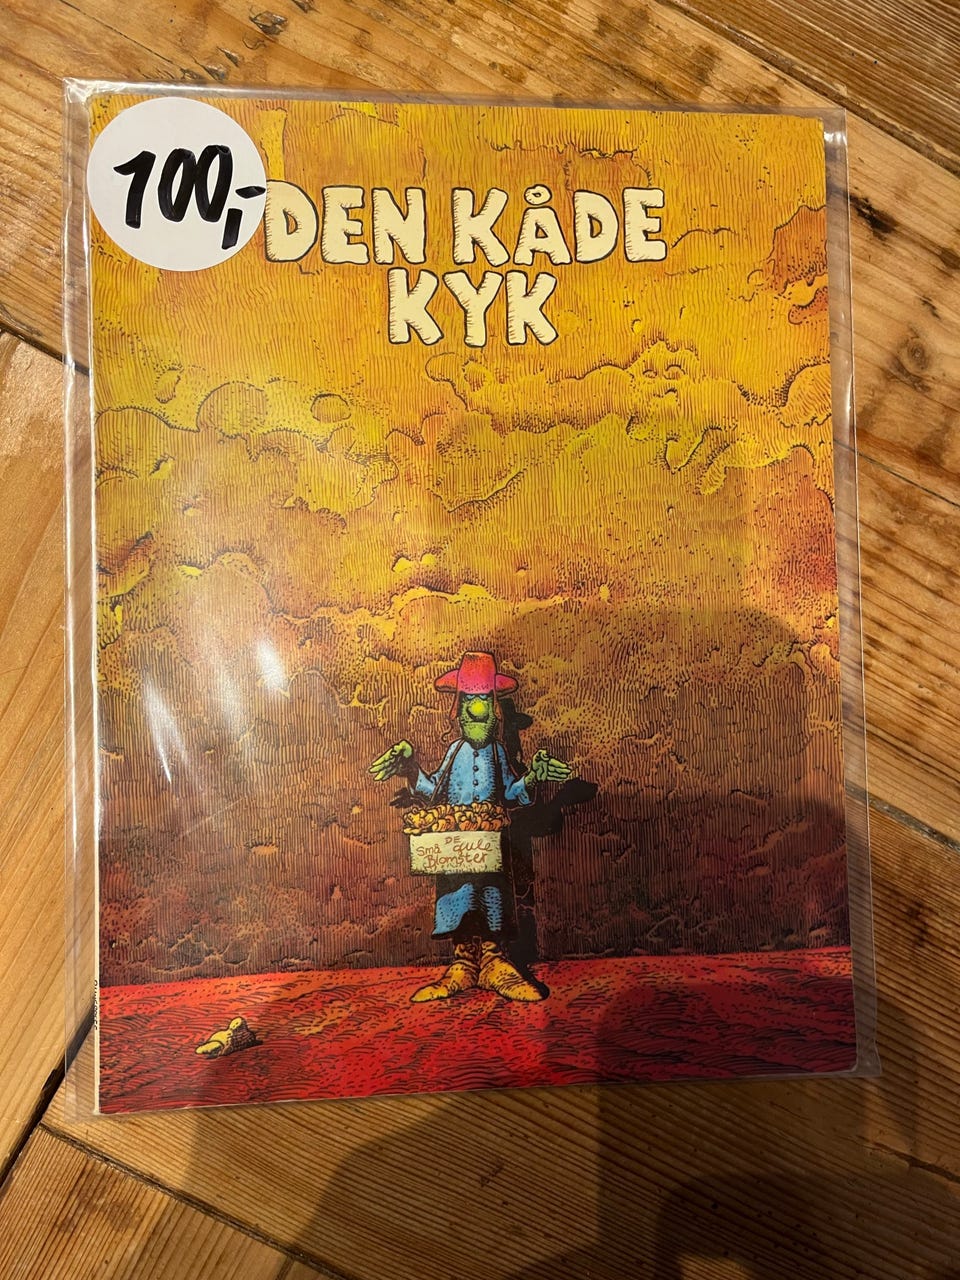 100,-
DEN KÅDE
KYK
DE
små gule
Blomster